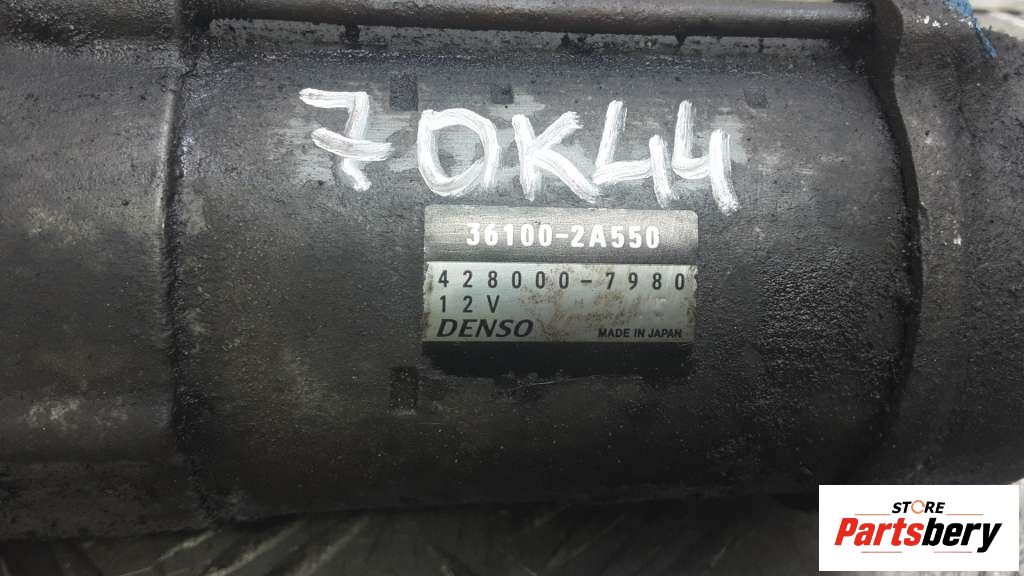 70K44
36100-2A550
428000-7980
12V
DENSO MADE IN JAPAN
STORE
Partsbery